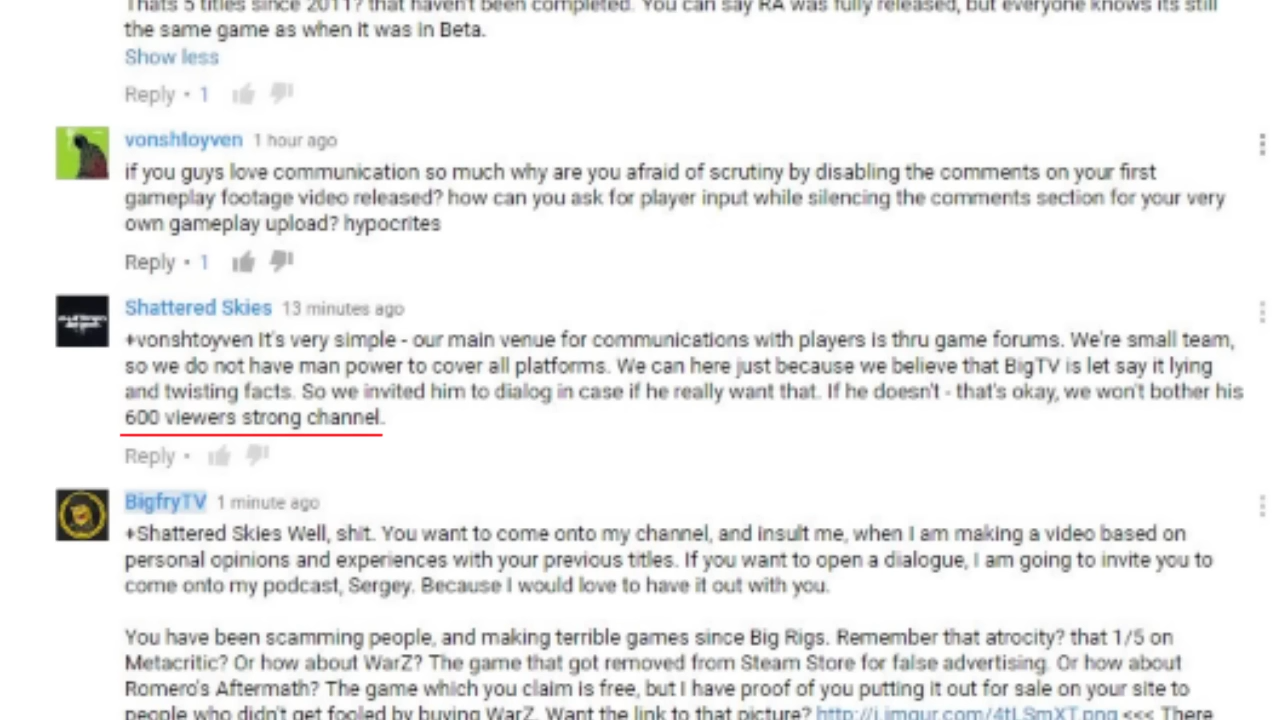 Thats 5 titles since 2011? that haven't been completed. You can say RA was fully released, but everyone knows its still
the same game as when it was in Beta.
Show less
Reply • 1
vonshtoyven 1 hour ago
if you guys love communication so much why are you afraid of scrutiny by disabling the comments on your first
gameplay footage video released? how can you ask for player input while silencing the comments section for your very
own gameplay upload? hypocrites
Reply • 1
Shattered Skies 13 minutes ago
+vonshtoyven It's very simple - our main venue for communications with players is thru game forums. We're small team,
so we do not have man power to cover all platforms. We can here just because we believe that BigTV is let say it lying
and twisting facts. So we invited him to dialog in case if he really want that. If he doesn't - that's okay, we won't bother his
600 viewers strong channel.
Reply •
BigfryTV 1 minute ago
+Shattered Skies Well, shit. You want to come onto my channel, and insult me, when I am making a video based on
personal opinions and experiences with your previous titles. If you want to open a dialogue, I am going to invite you to
come onto my podcast, Sergey. Because I would love to have it out with you.
You have been scamming people, and making terrible games since Big Rigs. Remember that atrocity? that 1/5 on
Metacritic? Or how about WarZ? The game that got removed from Steam Store for false advertising. Or how about
Romero's Aftermath? The game which you claim is free, but I have proof of you putting it out for sale on your site to
people who didn't get fooled by buying WarZ. Want the link to that picture? http://i.imgur.com/4tLSmXT.png <<< There